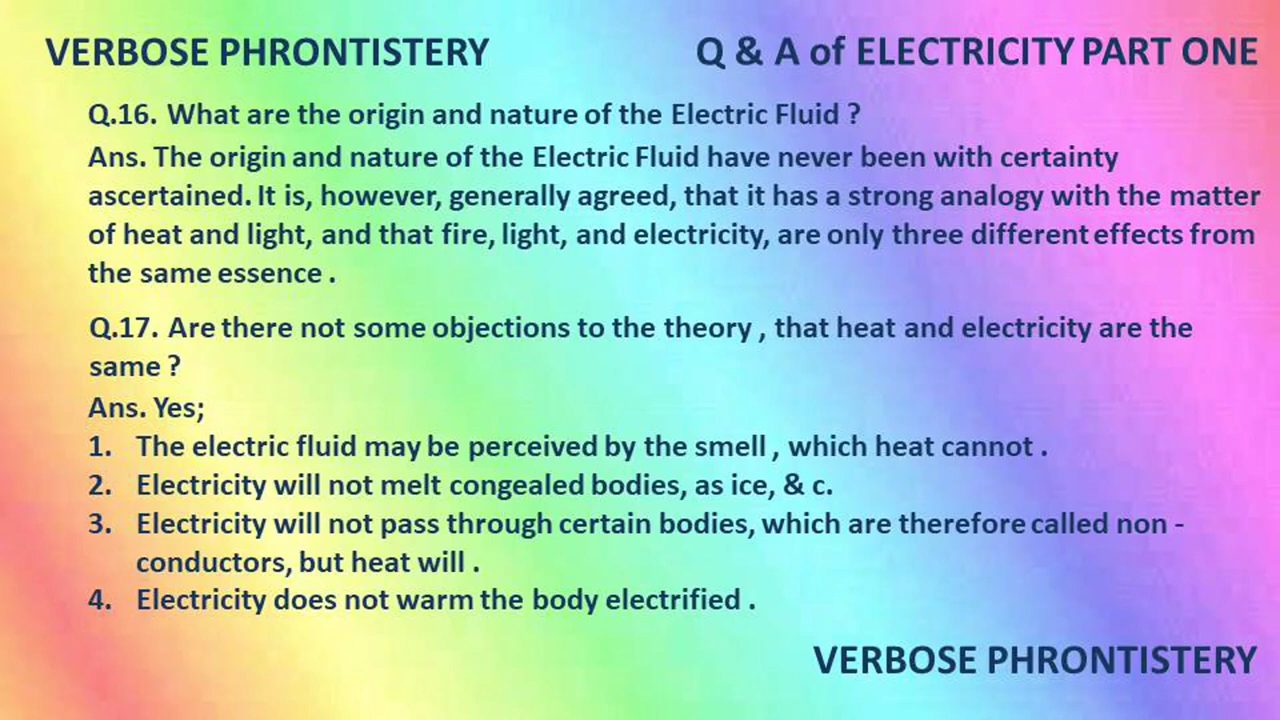 VERBOSE PHRONTISTERY
Q & A of ELECTRICITY PART ONE
Q.16. What are the origin and nature of the Electric Fluid ?
Ans. The origin and nature of the Electric Fluid have never been with certainty
ascertained. It is, however, generally agreed, that it has a strong analogy with the matter
of heat and light, and that fire, light, and electricity, are only three different effects from
the same essence .
Q.17. Are there not some objections to the theory , that heat and electricity are the
same ?
Ans. Yes;
1. The electric fluid may be perceived by the smell , which heat cannot .
2. Electricity will not melt congealed bodies, as ice, & c.
3. Electricity will not pass through certain bodies, which are therefore called non -
conductors, but heat will .
4. Electricity does not warm the body electrified .
VERBOSE PHRONTISTERY